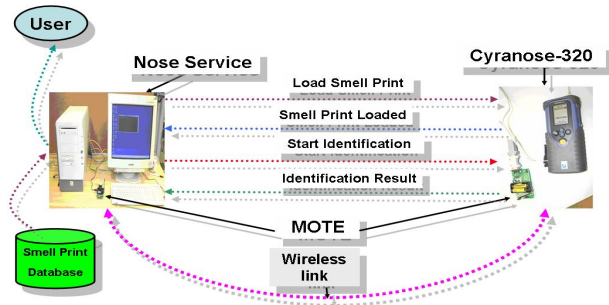 User
Nose Service
Cyranose-320
Load Smell Print
Smell Print Loaded
Start Identification
Identification Result
MOTE
Wireless
link
Smell Print
Database